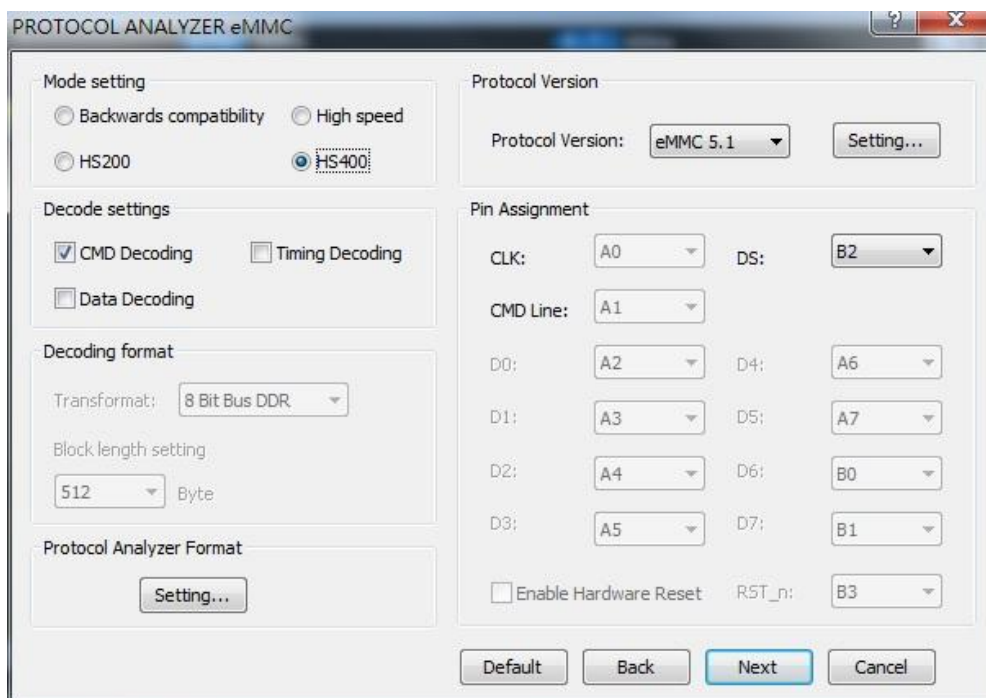 PROTOCOL ANALYZER eMMC
?
X
Mode setting
Backwards compatibility
High speed
HS200
HS400
Decode settings
CMD Decoding
Timing Decoding
Data Decoding
Decoding format
Transformat: 8 Bit Bus DDR
Block length setting
512 Byte
Protocol Analyzer Format
Setting...
Protocol Version
Protocol Version: eMMC 5.1 Setting...
Pin Assignment
CLK: A0 DS: B2
CMD Line: A1
D0: A2 D4: A6
D1: A3 D5: A7
D2: A4 D6: B0
D3: A5 D7: B1
Enable Hardware Reset RST_n: B3
Default Back Next Cancel